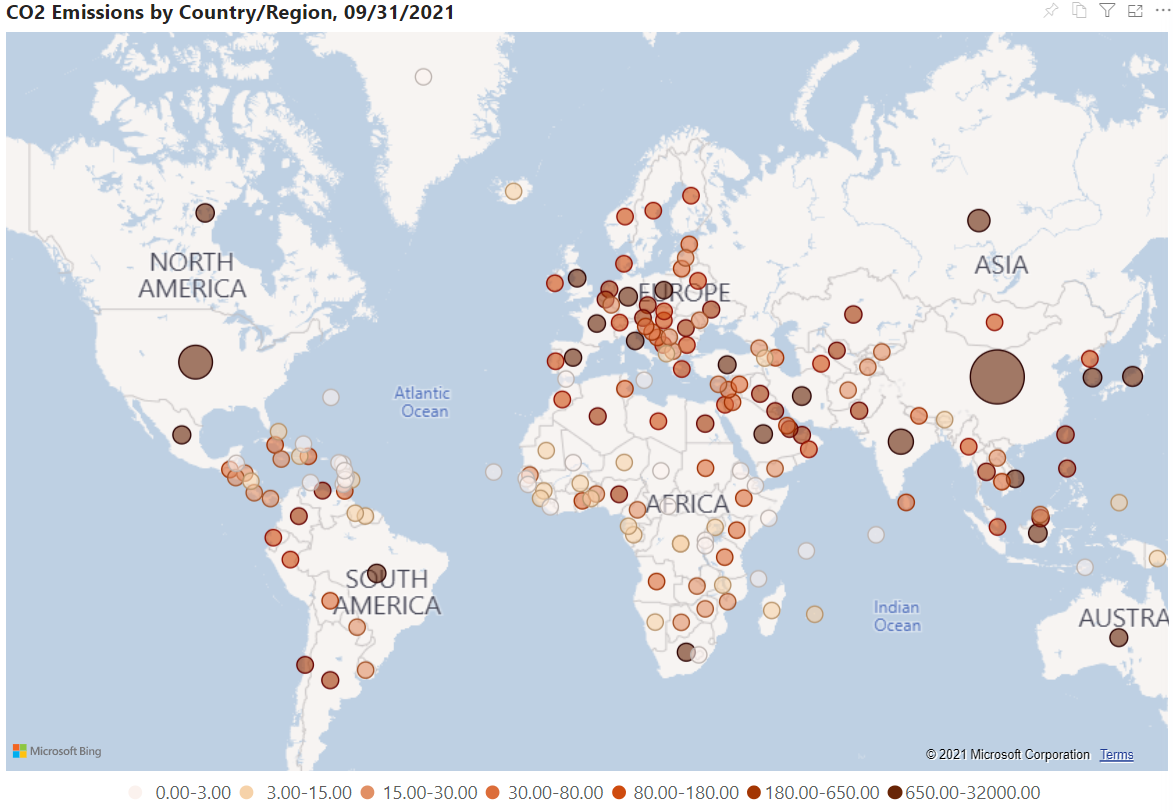 CO2 Emissions by Country/Region, 09/31/2021
NORTH
AMERICA
ASIA
EUROPE
Atlantic
Ocean
AFRICA
SOUTH
AMERICA
Indian
Ocean
AUSTRA
Microsoft Bing
© 2021 Microsoft Corporation Terms
0.00-3.00 3.00-15.00 15.00-30.00 30.00-80.00 80.00-180.00 180.00-650.00 650.00-32000.00